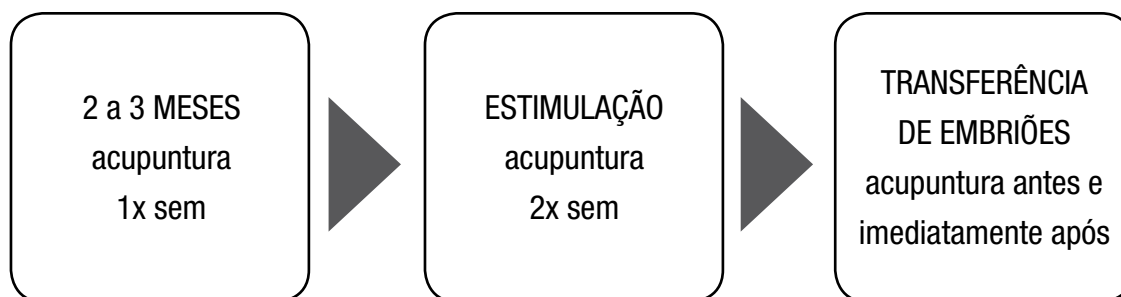 2 a 3 MESES
acupuntura
1x sem
ESTIMULAÇÃO
acupuntura
2x sem
TRANSFERÊNCIA
DE EMBRIÕES
acupuntura antes e
imediatamente após